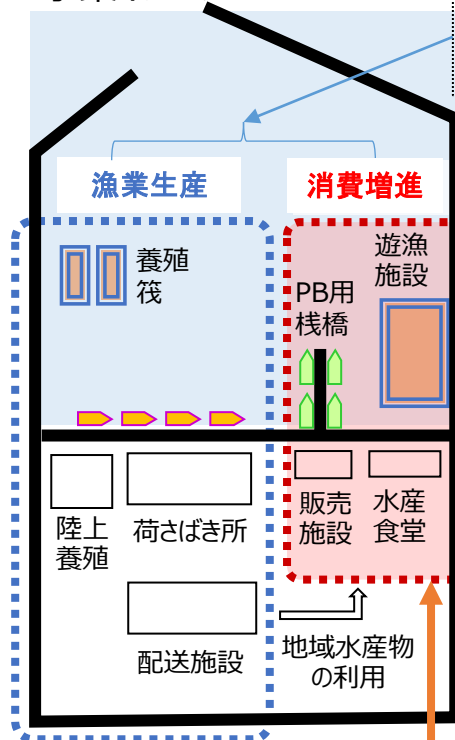 漁業生産
消費増進
養殖
筏
遊漁
施設
PB用
桟橋
陸上
養殖
荷さばき所
販売
施設
水産
食堂
配送施設
地域水産物
の利用